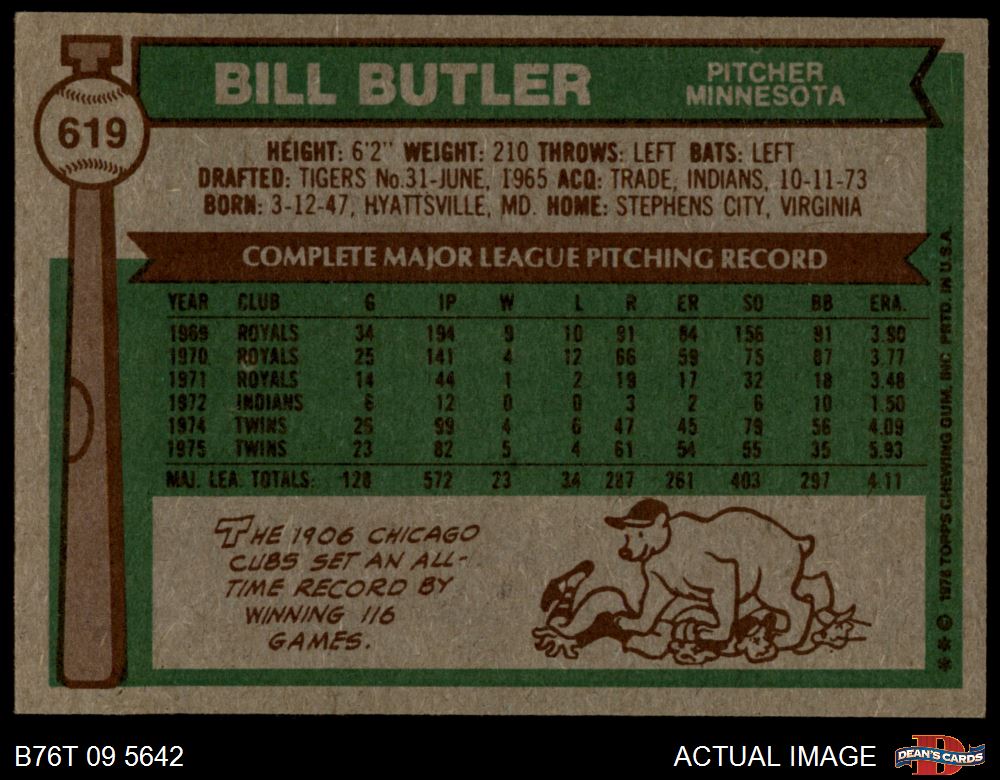 619
BILL BUTLER
PITCHER
MINNESOTA
HEIGHT: 6'2" WEIGHT: 210 THROWS: LEFT BATS: LEFT
DRAFTED: TIGERS No.31-JUNE, 1965 ACQ: TRADE, INDIANS, 10-11-73
BORN: 3-12-47, HYATTSVILLE, MD. HOME: STEPHENS CITY, VIRGINIA
COMPLETE MAJOR LEAGUE PITCHING RECORD
YEAR CLUB G IP W L R ER SO BB ERA.
1969 ROYALS 34 194 9 10 91 84 156 91 3.90
1970 ROYALS 25 141 4 12 66 59 75 87 3.77
1971 ROYALS 14 44 1 2 19 17 32 18 3.48
1972 INDIANS 6 12 0 0 3 2 6 10 1.50
1974 TWINS 26 99 4 6 47 45 79 56 4.09
1975 TWINS 23 82 5 4 61 54 55 35 5.93
MAJ. LEA. TOTALS: 128 572 23 34 287 261 403 297 4.11
THE 1906 CHICAGO
CUBS SET AN ALL-
TIME RECORD BY
WINNING 116
GAMES.
** © 1976 TOPPS CHEWING GUM, INC. PRTD. IN U.S.A.
B76T 09 5642
ACTUAL IMAGE
D
DEAN'S CARDS